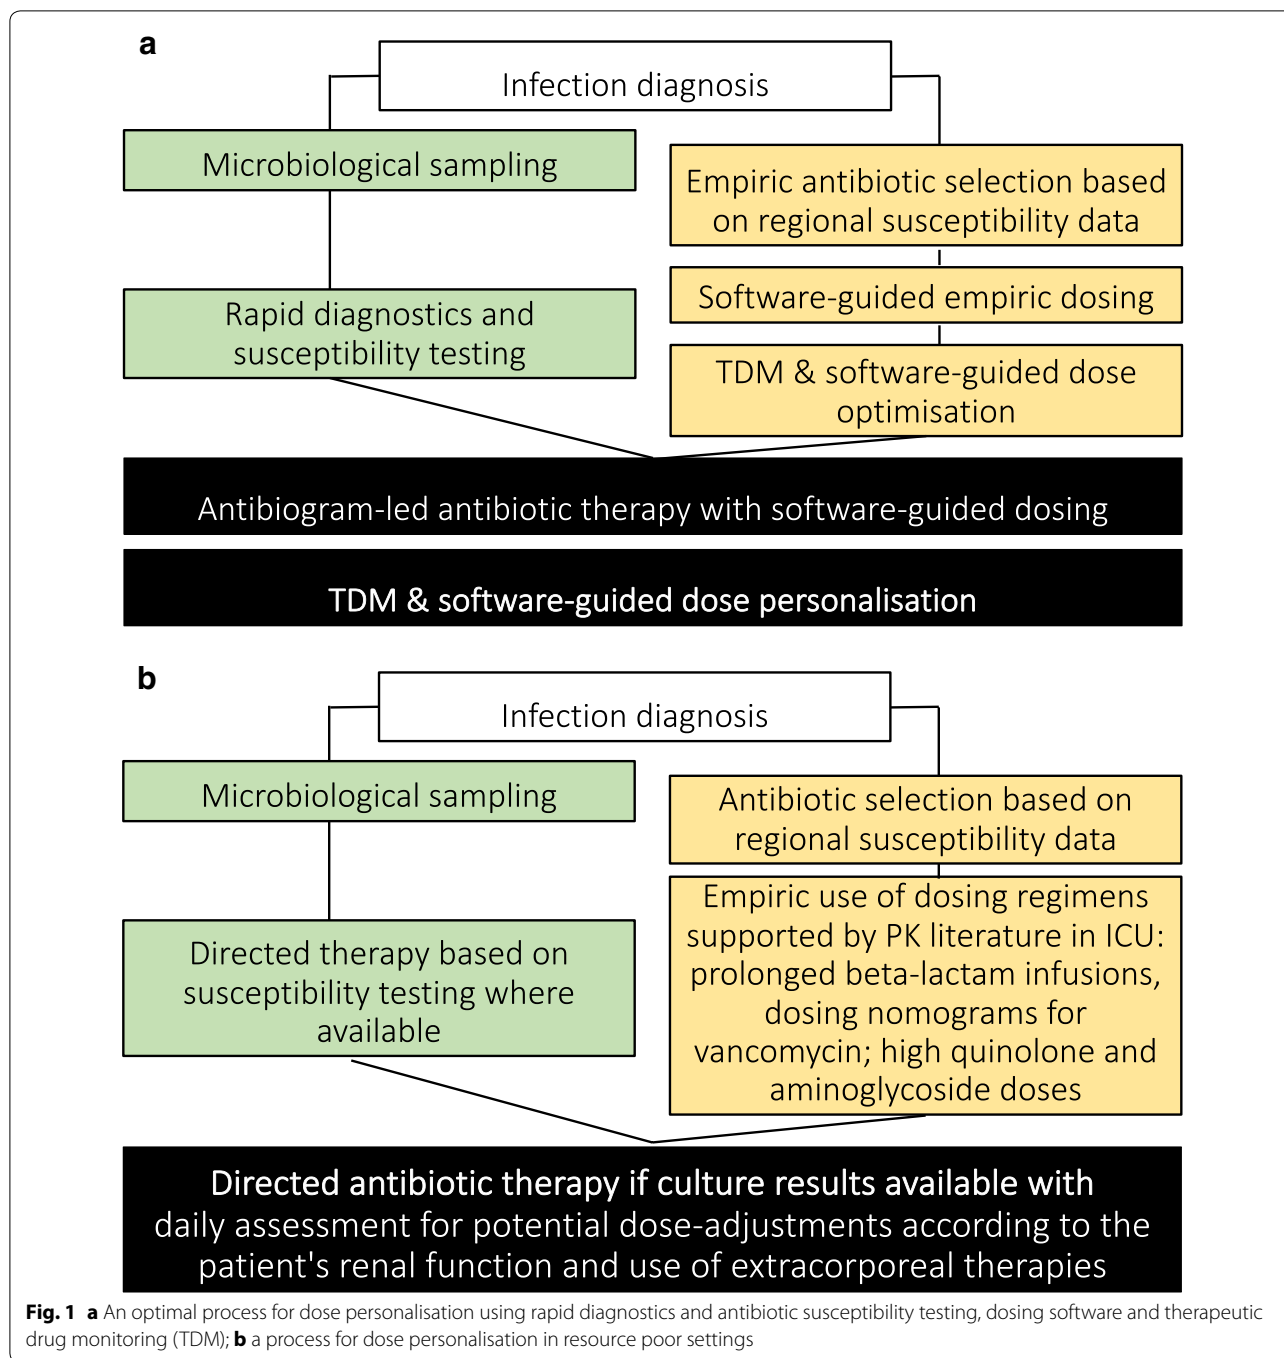 a
Infection diagnosis
Microbiological sampling
Rapid diagnostics and
susceptibility testing
Empiric antibiotic selection based
on regional susceptibility data
Software-guided empiric dosing
TDM & software-guided dose
optimisation
Antibiogram-led antibiotic therapy with software-guided dosing
TDM & software-guided dose personalisation
b
Infection diagnosis
Microbiological sampling
Directed therapy based on
susceptibility testing where
available
Antibiotic selection based on
regional susceptibility data
Empiric use of dosing regimens
supported by PK literature in ICU:
prolonged beta-lactam infusions,
dosing nomograms for
vancomycin; high quinolone and
aminoglycoside doses
Directed antibiotic therapy if culture results available with
daily assessment for potential dose-adjustments according to the
patient's renal function and use of extracorporeal therapies
Fig. 1 a An optimal process for dose personalisation using rapid diagnostics and antibiotic susceptibility testing, dosing software and therapeutic
drug monitoring (TDM); b a process for dose personalisation in resource poor settings